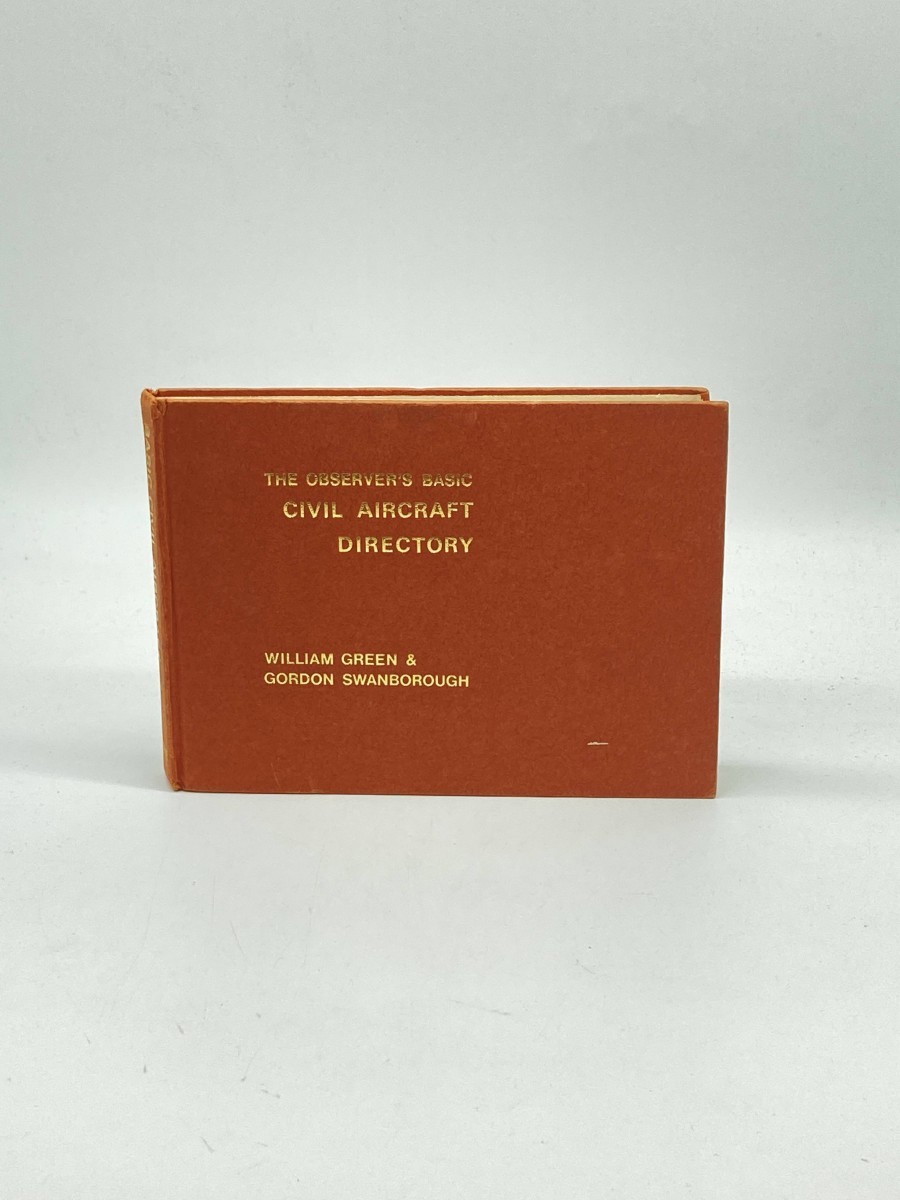 THE OBSERVER'S BASIC
CIVIL AIRCRAFT
DIRECTORY
WILLIAM GREEN &
GORDON SWANBOROUGH